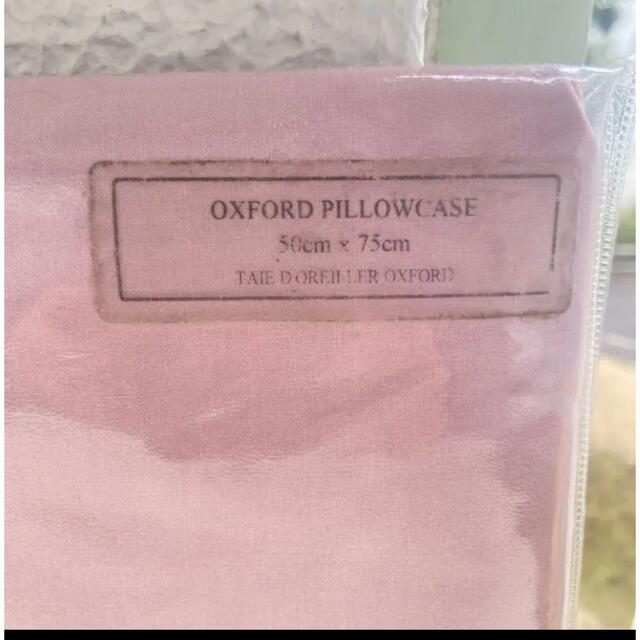 OXFORD PILLOWCASE
50cm x 75cm
TAIE D'OREILLER OXFORD